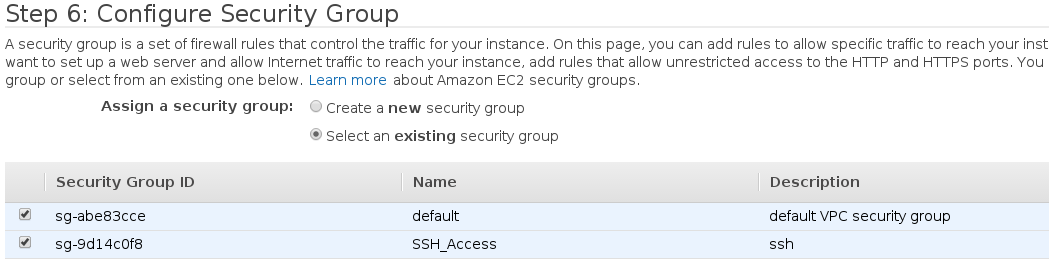 Step 6: Configure Security Group
A security group is a set of firewall rules that control the traffic for your instance. On this page, you can add rules to allow specific traffic to reach your inst
want to set up a web server and allow Internet traffic to reach your instance, add rules that allow unrestricted access to the HTTP and HTTPS ports. You
group or select from an existing one below. Learn more about Amazon EC2 security groups.
Assign a security group: Create a new security group
Select an existing security group
Security Group ID Name Description
sg-abe83cce default default VPC security group
sg-9d14c0f8 SSH_Access ssh